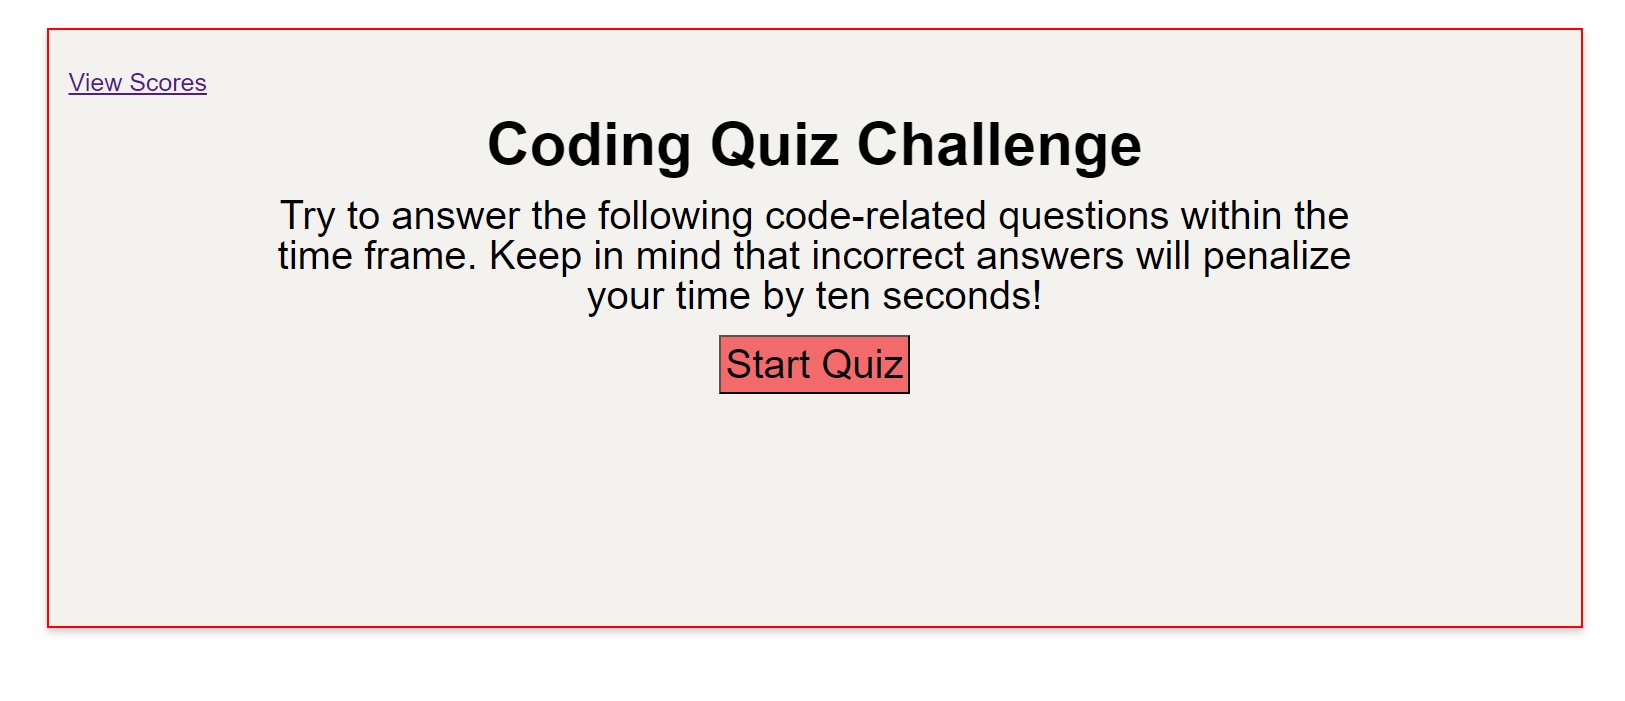 View Scores
Coding Quiz Challenge
Try to answer the following code-related questions within the
time frame. Keep in mind that incorrect answers will penalize
your time by ten seconds!
Start Quiz